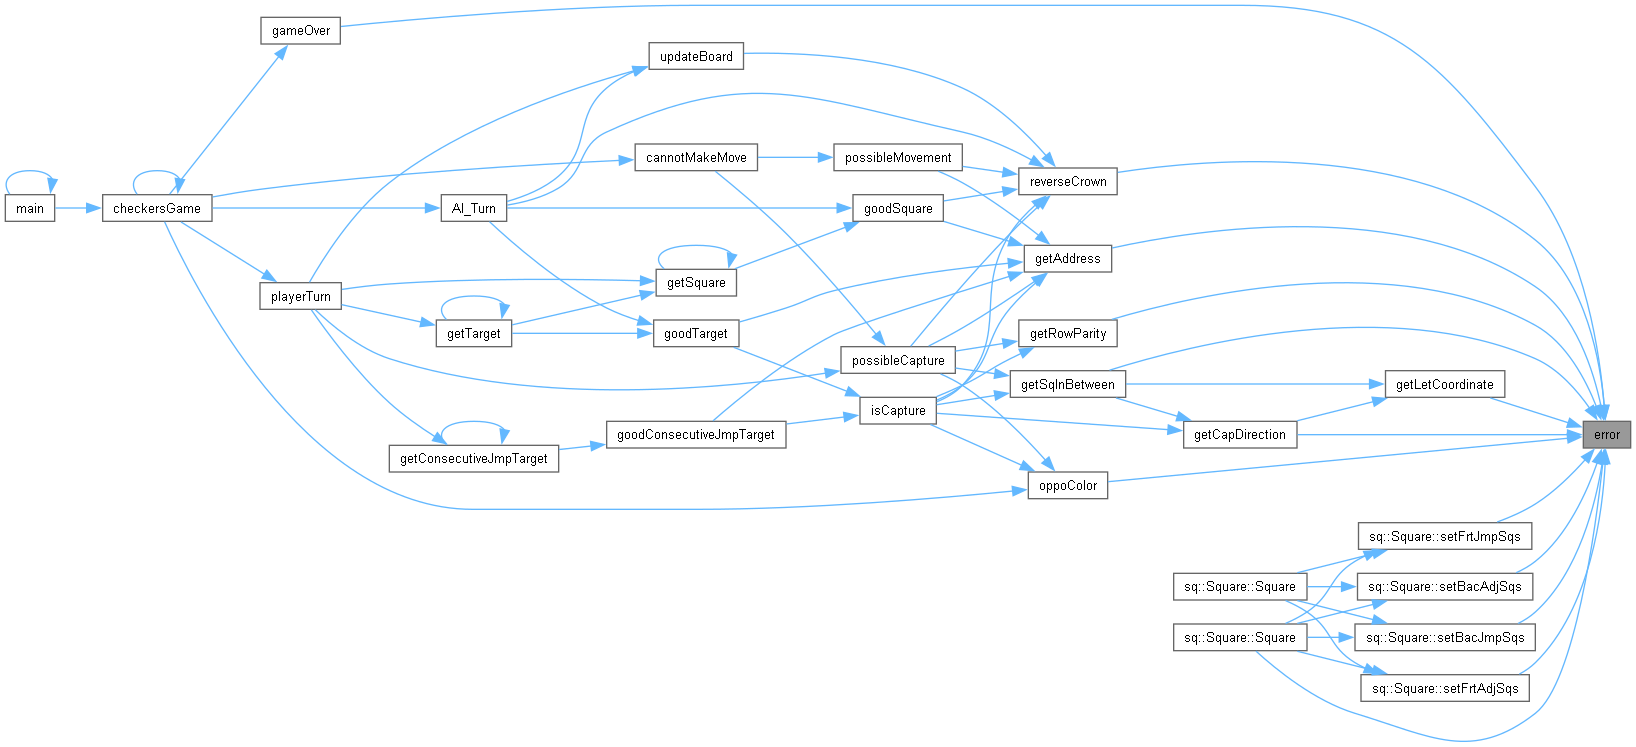 gameOver
updateBoard
cannotMakeMove
possibleMovement
reverseCrown
main
checkersGame
AI_Turn
goodSquare
getAddress
getSquare
playerTurn
getTarget
goodTarget
getRowParity
possibleCapture
getSqInBetween
getLetCoordinate
isCapture
goodConsecutiveJmpTarget
getCapDirection
error
getConsecutiveJmpTarget
oppoColor
sq::Square::setFrtJmpSqs
sq::Square::Square
sq::Square::setBacAdjSqs
sq::Square::Square
sq::Square::setBacJmpSqs
sq::Square::setFrtAdjSqs